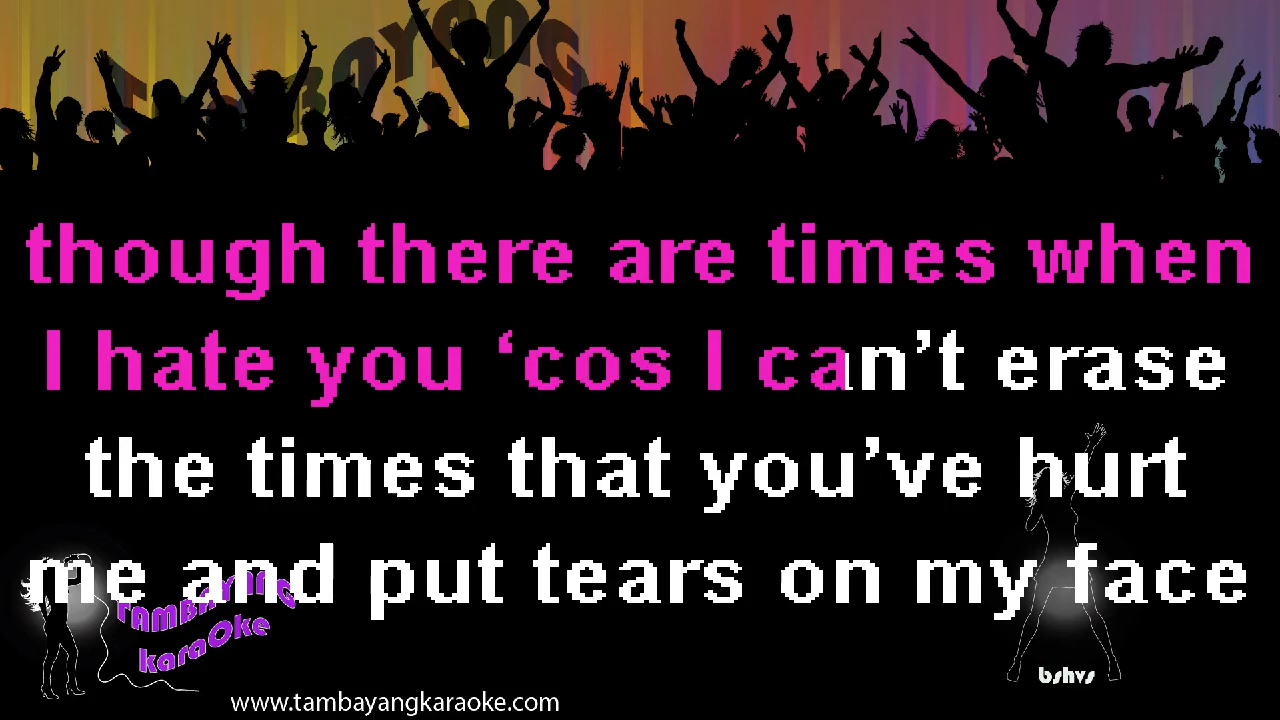 TAMBAYANG
though there are times when
I hate you ‘cos I can’t erase
the times that you’ve hurt
me and put tears on my face
TAMBAYANG
karaOke
bshvs
www.tambayangkaraoke.com